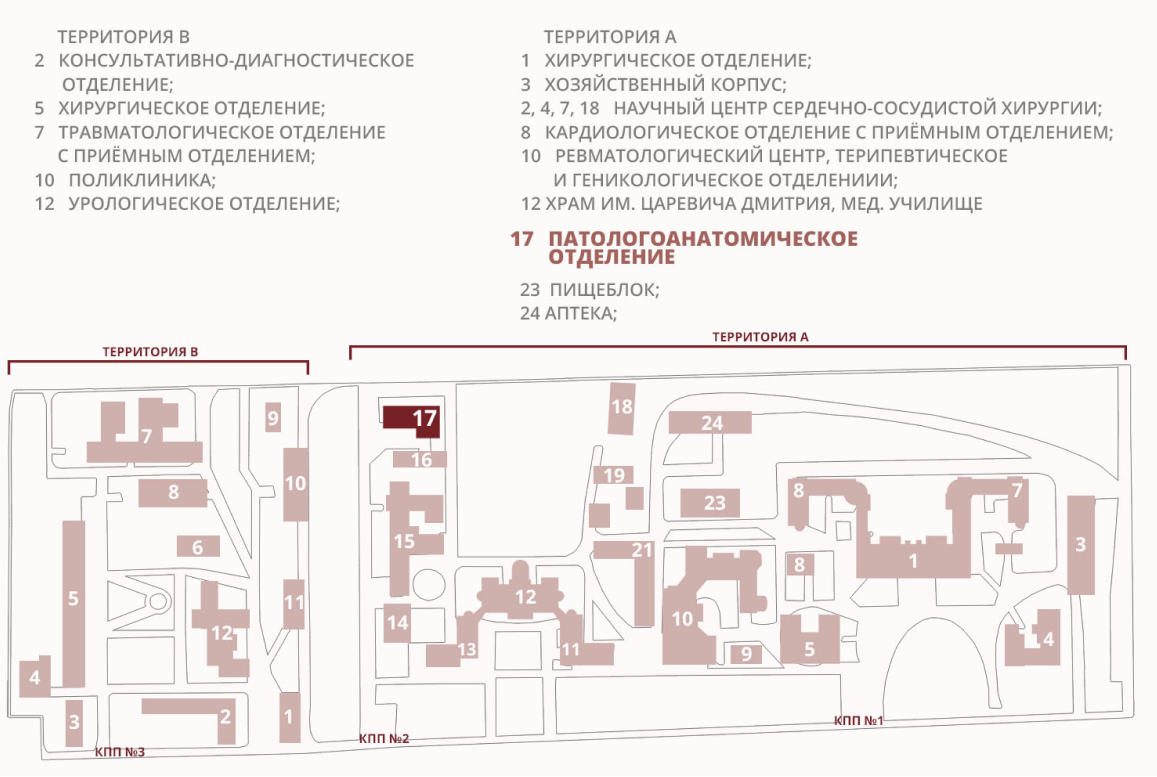 ТЕРРИТОРИЯ В
2 КОНСУЛЬТАТИВНО-ДИАГНОСТИЧЕСКОЕ
ОТДЕЛЕНИЕ;
5 ХИРУРГИЧЕСКОЕ ОТДЕЛЕНИЕ;
7 ТРАВМАТОЛОГИЧЕСКОЕ ОТДЕЛЕНИЕ
С ПРИЁМНЫМ ОТДЕЛЕНИЕМ;
10 ПОЛИКЛИНИКА;
12 УРОЛОГИЧЕСКОЕ ОТДЕЛЕНИЕ;
ТЕРРИТОРИЯ А
1 ХИРУРГИЧЕСКОЕ ОТДЕЛЕНИЕ;
3 ХОЗЯЙСТВЕННЫЙ КОРПУС;
2, 4, 7, 18 НАУЧНЫЙ ЦЕНТР СЕРДЕЧНО-СОСУДИСТОЙ ХИРУРГИИ;
8 КАРДИОЛОГИЧЕСКОЕ ОТДЕЛЕНИЕ С ПРИЁМНЫМ ОТДЕЛЕНИЕМ;
10 РЕВМАТОЛОГИЧЕСКИЙ ЦЕНТР, ТЕРИПЕВТИЧЕСКОЕ
И ГЕНИКОЛОГИЧЕСКОЕ ОТДЕЛЕНИИИ;
12 ХРАМ ИМ. ЦАРЕВИЧА ДМИТРИЯ, МЕД. УЧИЛИЩЕ
17 ПАТОЛОГОАНАТОМИЧЕСКОЕ
ОТДЕЛЕНИЕ
23 ПИЩЕБЛОК;
24 АПТЕКА;
ТЕРРИТОРИЯ В
7
9
10
8
6
5
11
12
4
3
2
1
КПП №3
ТЕРРИТОРИЯ А
17
18
24
16
19
23
8
7
15
21
1
3
8
12
14
10
13
11
9
5
4
КПП №2
КПП №1